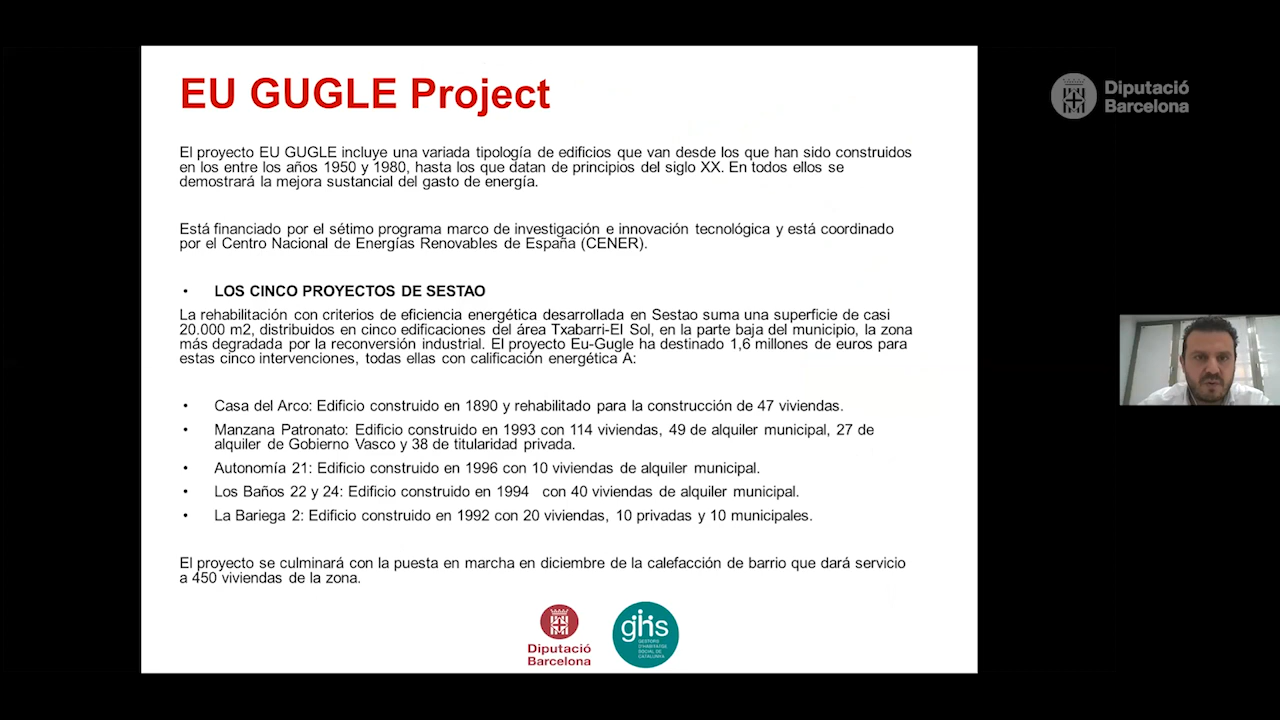 EU GUGLE Project
Diputació
Barcelona
El proyecto EU GUGLE incluye una variada tipología de edificios que van desde los que han sido construidos
en los entre los años 1950 y 1980, hasta los que datan de principios del siglo XX. En todos ellos se
demostrará la mejora sustancial del gasto de energía.
Está financiado por el sétimo programa marco de investigación e innovación tecnológica y está coordinado
por el Centro Nacional de Energías Renovables de España (CENER).
• LOS CINCO PROYECTOS DE SESTAO
La rehabilitación con criterios de eficiencia energética desarrollada en Sestao suma una superficie de casi
20.000 m2, distribuidos en cinco edificaciones del área Txabarri-El Sol, en la parte baja del municipio, la zona
más degradada por la reconversión industrial. El proyecto Eu-Gugle ha destinado 1,6 millones de euros para
estas cinco intervenciones, todas ellas con calificación energética A:
• Casa del Arco: Edificio construido en 1890 y rehabilitado para la construcción de 47 viviendas.
• Manzana Patronato: Edificio construido en 1993 con 114 viviendas, 49 de alquiler municipal, 27 de
alquiler de Gobierno Vasco y 38 de titularidad privada.
• Autonomía 21: Edificio construido en 1996 con 10 viviendas de alquiler municipal.
• Los Baños 22 y 24: Edificio construido en 1994 con 40 viviendas de alquiler municipal.
• La Bariega 2: Edificio construido en 1992 con 20 viviendas, 10 privadas y 10 municipales.
El proyecto se culminará con la puesta en marcha en diciembre de la calefacción de barrio que dará servicio
a 450 viviendas de la zona.
Diputació
Barcelona
ghs
GESTORS
D'HABITATGE
SOCIAL DE
CATALUNYA